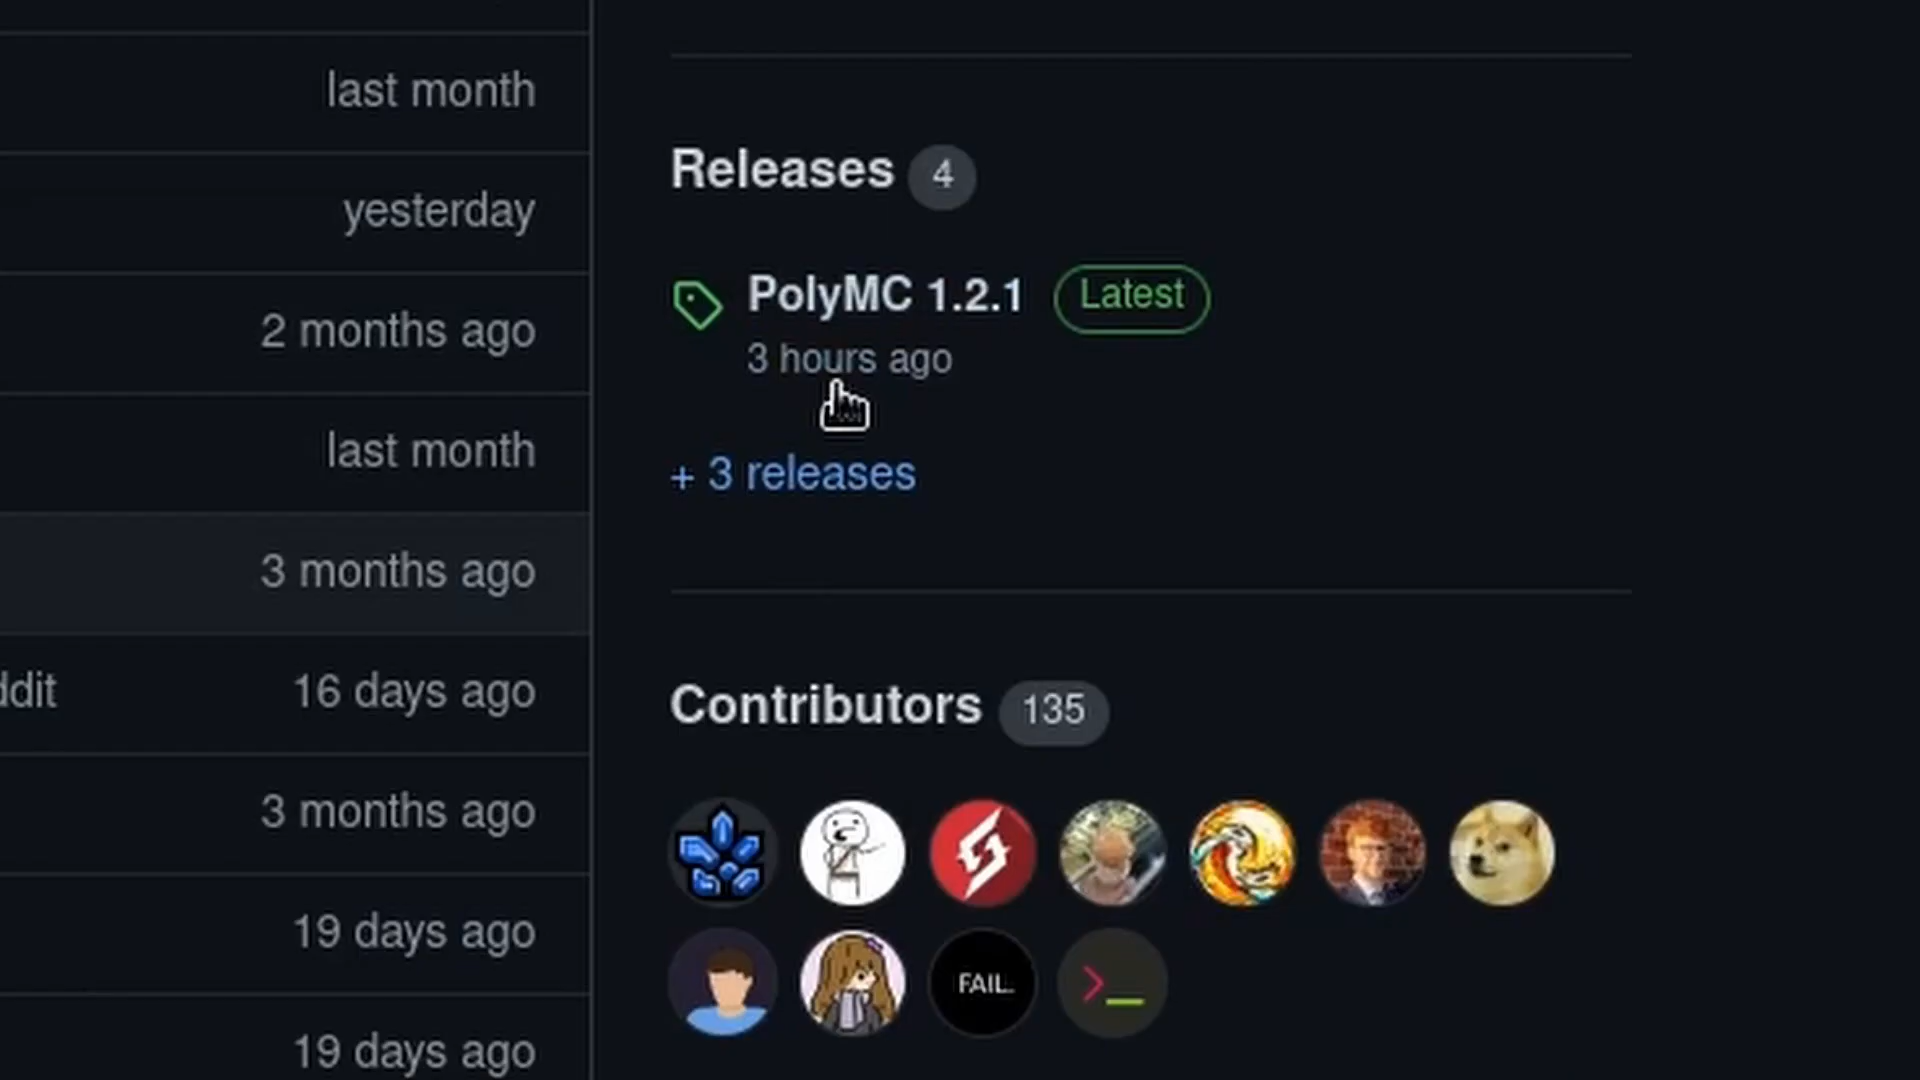 last month
yesterday
2 months ago
last month
3 months ago
ddit 16 days ago
3 months ago
19 days ago
19 days ago
Releases 4
PolyMC 1.2.1 Latest
3 hours ago
+ 3 releases
Contributors 135
FAIL.
>_